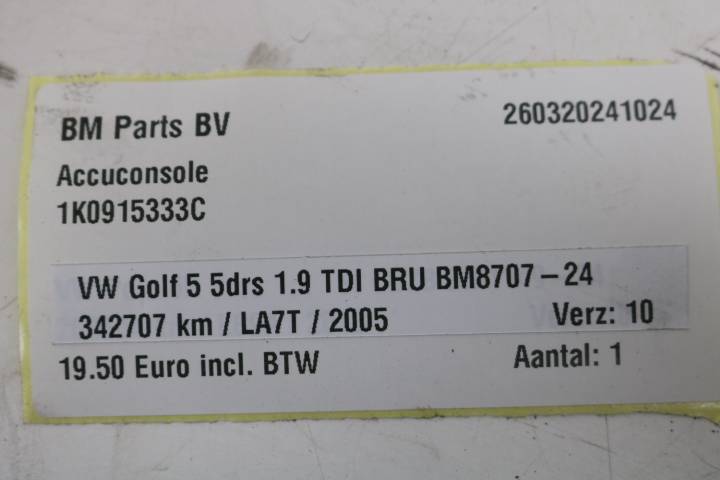 BM Parts BV 260320241024
Accuconsole
1K0915333C
VW Golf 5 5drs 1.9 TDI BRU BM8707-24
342707 km / LA7T / 2005 Verz: 10
19.50 Euro incl. BTW Aantal: 1